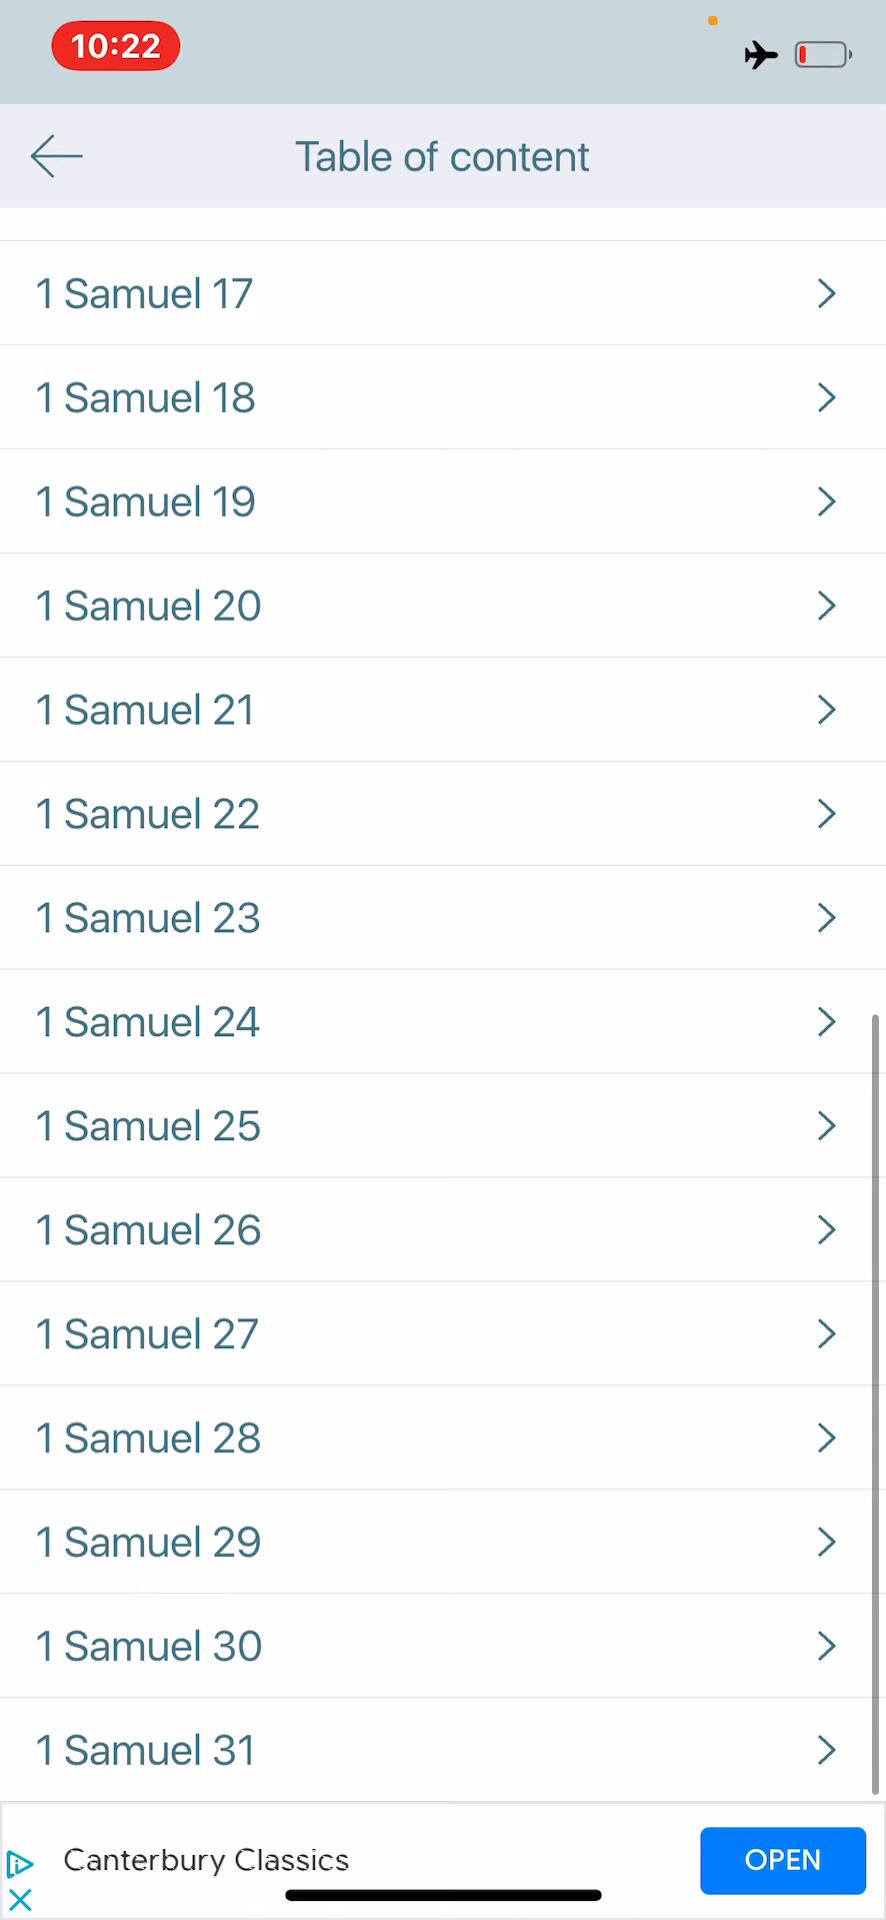 10:22
Table of content
1 Samuel 17
1 Samuel 18
1 Samuel 19
1 Samuel 20
1 Samuel 21
1 Samuel 22
1 Samuel 23
1 Samuel 24
1 Samuel 25
1 Samuel 26
1 Samuel 27
1 Samuel 28
1 Samuel 29
1 Samuel 30
1 Samuel 31
Canterbury Classics
OPEN